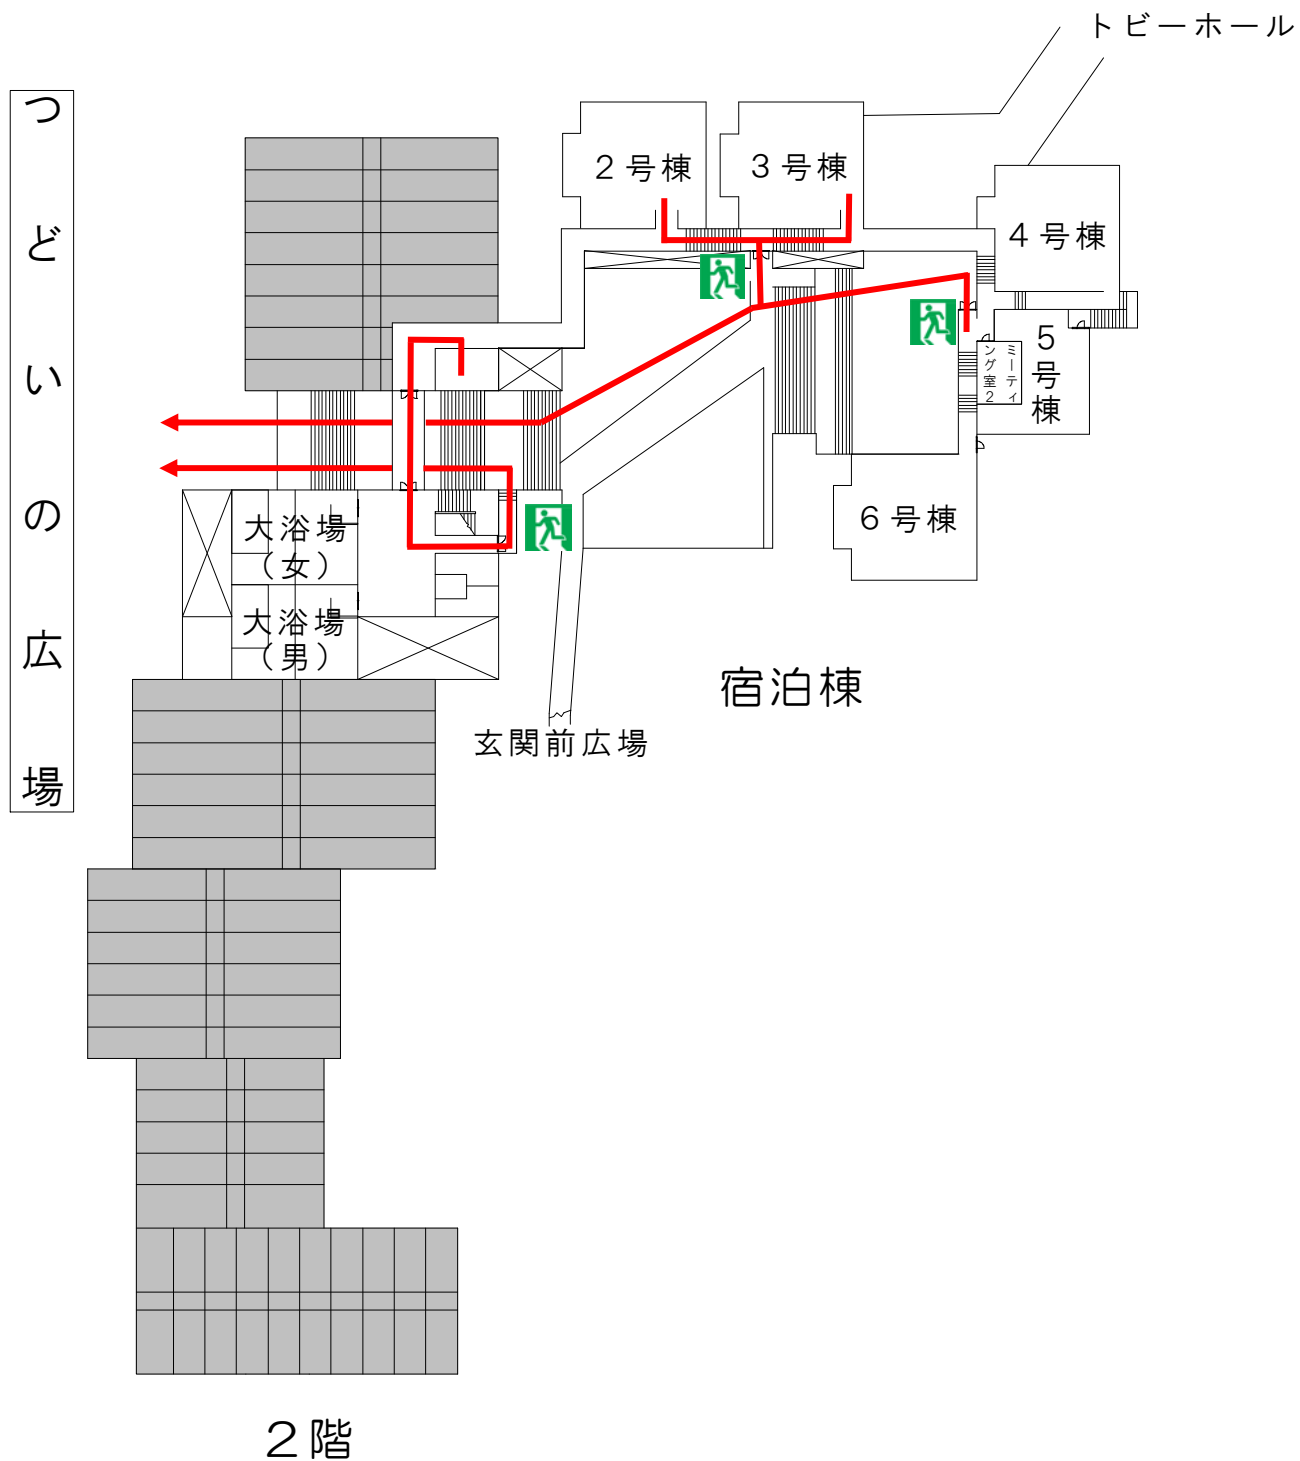 トビーホール
つどいの広場
２号棟
３号棟
４号棟
５号棟
ミーティ
ング室２
６号棟
大浴場
（女）
大浴場
（男）
宿泊棟
玄関前広場
２階